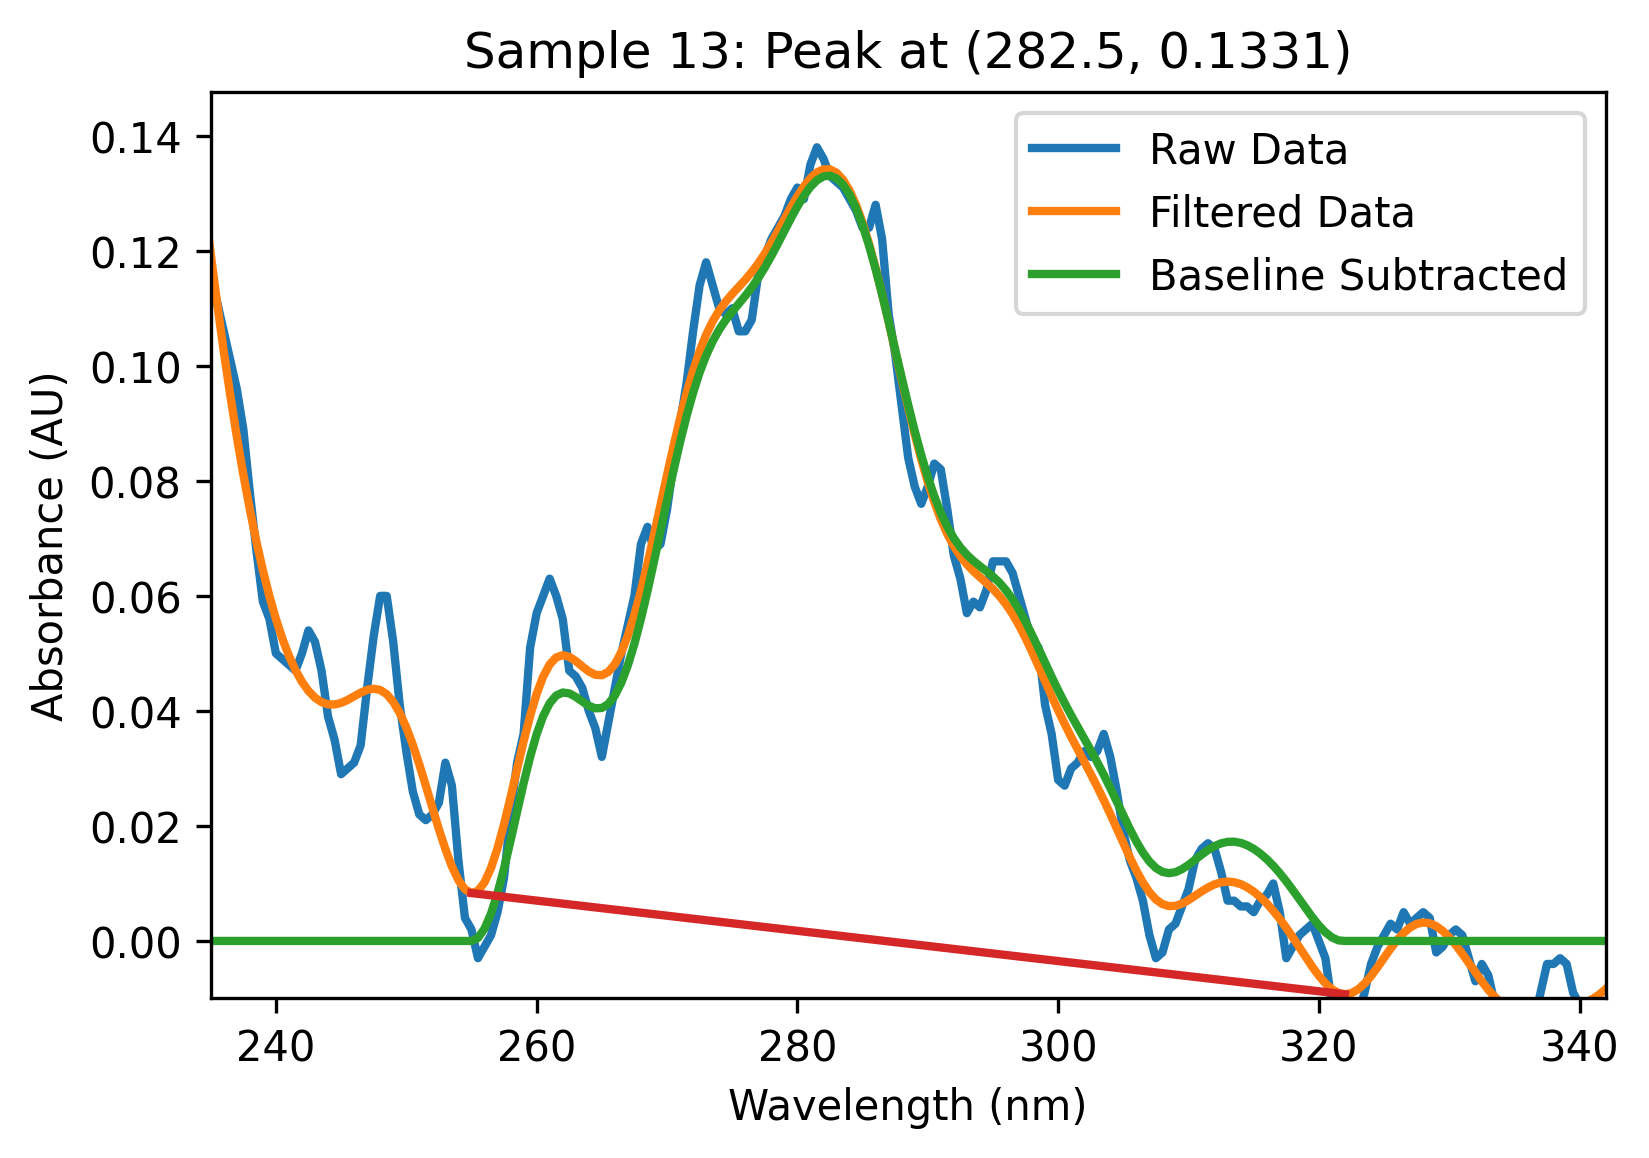 Sample 13: Peak at (282.5, 0.1331)
Raw Data
Filtered Data
Baseline Subtracted
0.14
0.12
0.10
0.08
0.06
0.04
0.02
0.00
Absorbance (AU)
240 260 280 300 320 340
Wavelength (nm)